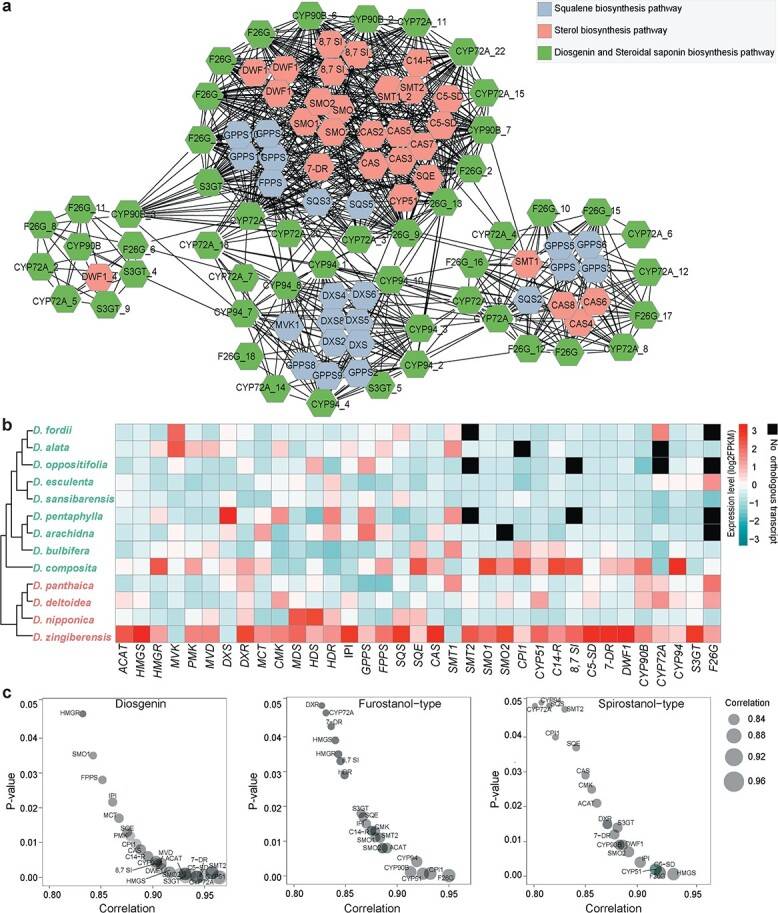 a
Squalene biosynthesis pathway
Sterol biosynthesis pathway
Diosgenin and Steroidal saponin biosynthesis pathway
CYP90B_6
CYP90B_2
CYP72A_11
F26G
8,7 SI
8,7 SI
C14-R
CYP72A_22
DWF1
DWF1
8,7 SI
DWF1
SMT1
SMT2
C5-SD
CYP72A_15
F26G
SMO2
SMO
SMO1
SMO
CAS2
CAS5
C5-SD
CYP90B_7
F26G
GPPS1
GPPS
CAS7
GPPS
GPPS
7-DR
CAS
CAS3
SQE
F26G_2
S3GT
FPPS
SQS3
SQS5
CYP51
F26G_13
F26G_11
F26G_8
CYP90B_3
CYP72A
F26G_9
CYP90B
F26G_6
CYP72A_3
CYP72A_2
DWF1_4
S3GT_4
CYP72A_5
S3GT_9
CYP72A_13
CYP72A_7
CYP94_1
CYP94_6
CYP94_10
CYP94_7
DXS4
DXS6
MVK1
DXS8
DXS5
DXS2
DXS
CYP94_3
F26G_18
GPPS8
GPPS9
GPPS2
CYP94_2
CYP72A_14
CYP94_4
S3GT_5
F26G_10
F26G_15
CYP72A_4
GPPS5
GPPS6
CYP72A_6
F26G_16
SMT1
GPPS
GPPS3
CYP72A_12
CYP72A_19
SQS2
CAS8
CAS6
CYP72A
CAS4
F26G_17
F26G_12
F26G
CYP72A_8
b
D. fordii
D. alata
D. oppositifolia
D. esculenta
D. sansibarensis
D. pentaphylla
D. arachidna
D. bulbifera
D. composita
D. panthaica
D. deltoidea
D. nipponica
D. zingiberensis
ACAT HMGS HMGR MVK PMK MVD DXS DXR MCT CMK MDS HDS HDR IPI GPPS FPPS SQS SQE CAS SMT1 SMT2 SMO1 SMO2 CPI1 CYP51 C14-R 8,7 SI C5-SD 7-DR DWF1 CYP90B CYP72A CYP94 S3GT F26G
3
2
1
0
-1
-2
-3
Expression level (log2FPKM)
No orthologous transcript
c
Diosgenin
P-value
0.05
0.04
0.03
0.02
0.01
0
0.80 0.85 0.90 0.95
Correlation
HMGR
SMO1
FPPS
IPI
MCT
SQE
PMK
CPI1
CAS
C14-R
MVD
ACAT
8,7 SI
HMGS
S3GT
7-DR
C5-SD
SMT2
CYP72A
CYP51
Furostanol-type
P-value
0.05
0.04
0.03
0.02
0.01
0.00
0.80 0.85 0.90 0.95
Correlation
DXR
CYP72A
7-DR
HMGS
HMGR
8,7 SI
HDR
S3GT
SQE
IPI
CMK
C14-R
SMT2
SMO1
SMO2
ACAT
CYP94
CPI1
CYP51
F26G
Spirostanol-type
P-value
0.05
0.04
0.03
0.02
0.01
0.00
0.80 0.85 0.90 0.95
Correlation
CYP94
SQS
CYP72A
SMT2
CPI1
SQE
CAS
CMK
ACAT
DXR
S3GT
7-DR
CYP90B
DWF1
SMO2
IPI
CYP51
C5-SD
F26G
HMGS
Correlation
0.84
0.88
0.92
0.96